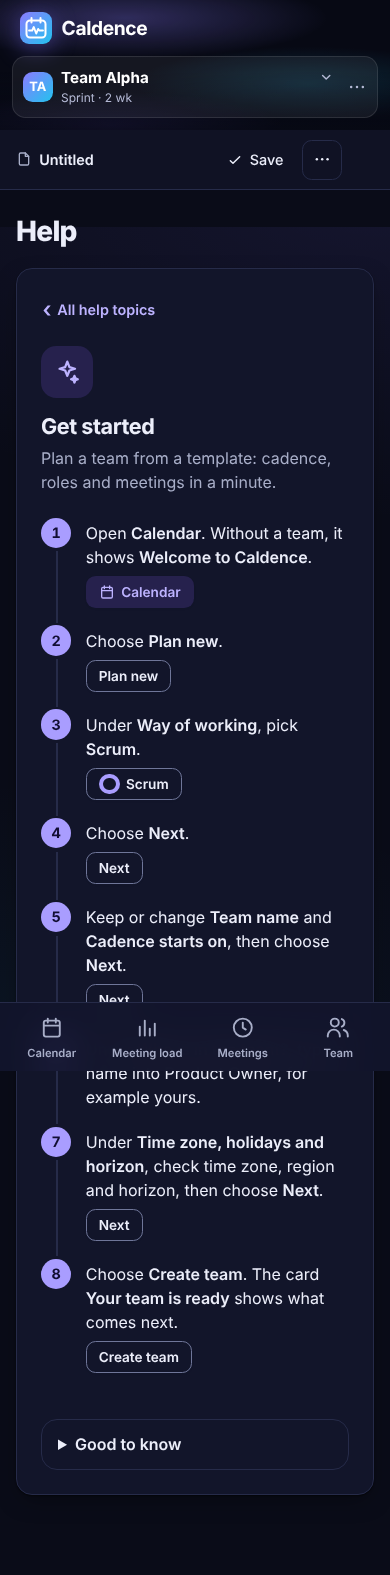 Caldence
TA
Team Alpha
Sprint · 2 wk
Untitled
Save
Help
All help topics
Get started
Plan a team from a template: cadence,
roles and meetings in a minute.
1
Open Calendar. Without a team, it
shows Welcome to Caldence.
Calendar
2
Choose Plan new.
Plan new
3
Under Way of working, pick
Scrum.
Scrum
4
Choose Next.
Next
5
Keep or change Team name and
Cadence starts on, then choose
Next.
Next
Calendar
Meeting load
Meetings
Team
name into Product Owner, for
example yours.
7
Under Time zone, holidays and
horizon, check time zone, region
and horizon, then choose Next.
Next
8
Choose Create team. The card
Your team is ready shows what
comes next.
Create team
Good to know